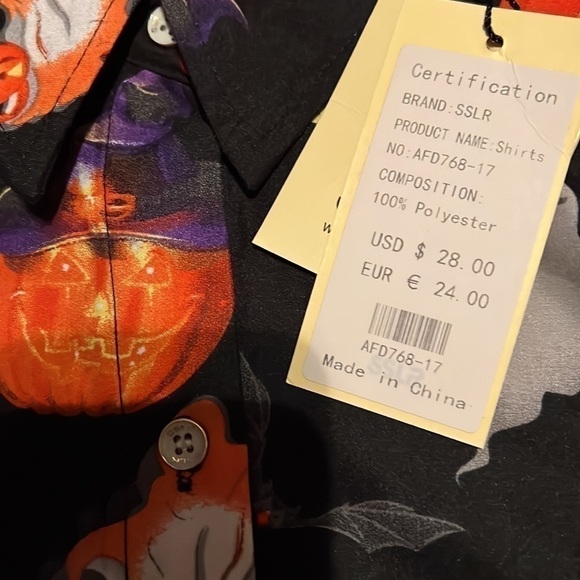 Certification
BRAND:SSLR
PRODUCT NAME:Shirts
NO:AFD768-17
COMPOSITION:
100% Polyester
USD $ 28.00
EUR € 24.00
AFD768-17
SSLR
Made in China